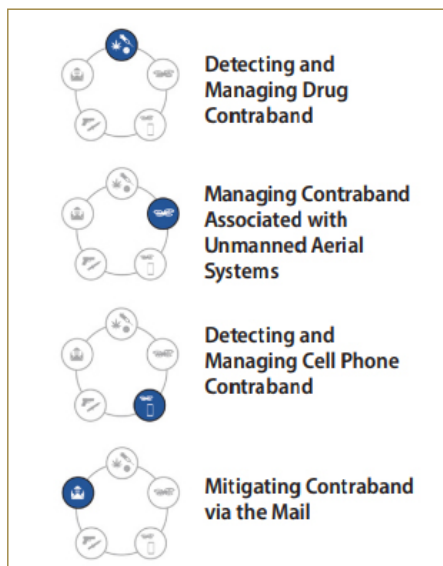 Detecting and
Managing Drug
Contraband
Managing Contraband
Associated with
Unmanned Aerial
Systems
Detecting and
Managing Cell Phone
Contraband
Mitigating Contraband
via the Mail